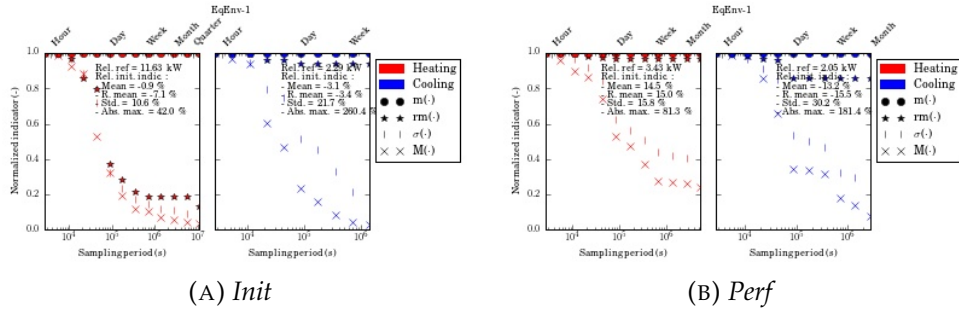 EqEnv-1
EqEnv-1
Hour Day Week Month Quarter
Hour Day Week
Hour Day Week Month
Hour Day Week Month
Normalized indicator (-)
1.0
0.8
0.6
0.4
0.2
0.0
Rel. ref = 11.63 kW
Rel. init. indic :
- Mean = -0.9 %
- R. mean = -7.1 %
- Std. = 10.6 %
- Abs. max. = 42.0 %
10⁴ 10⁵ 10⁶ 10⁷
Sampling period (s)
Rel. ref = 2.29 kW
Rel. init. indic :
- Mean = -3.1 %
- R. mean = -3.4 %
- Std. = 21.7 %
- Abs. max. = 260.4 %
10⁴ 10⁵ 10⁶
Sampling period (s)
Heating
Cooling
m(·)
rm(·)
σ(·)
M(·)
Normalized indicator (-)
1.0
0.8
0.6
0.4
0.2
0.0
Rel. ref = 3.43 kW
Rel. init. indic :
- Mean = 14.5 %
- R. mean = 15.0 %
- Std. = 15.8 %
- Abs. max. = 81.3 %
10⁴ 10⁵ 10⁶
Sampling period (s)
Rel. ref = 2.05 kW
Rel. init. indic :
- Mean = -13.2 %
- R. mean = -15.5 %
- Std. = 30.2 %
- Abs. max. = 181.4 %
10⁴ 10⁵ 10⁶
Sampling period (s)
Heating
Cooling
m(·)
rm(·)
σ(·)
M(·)
(A) Init
(B) Perf